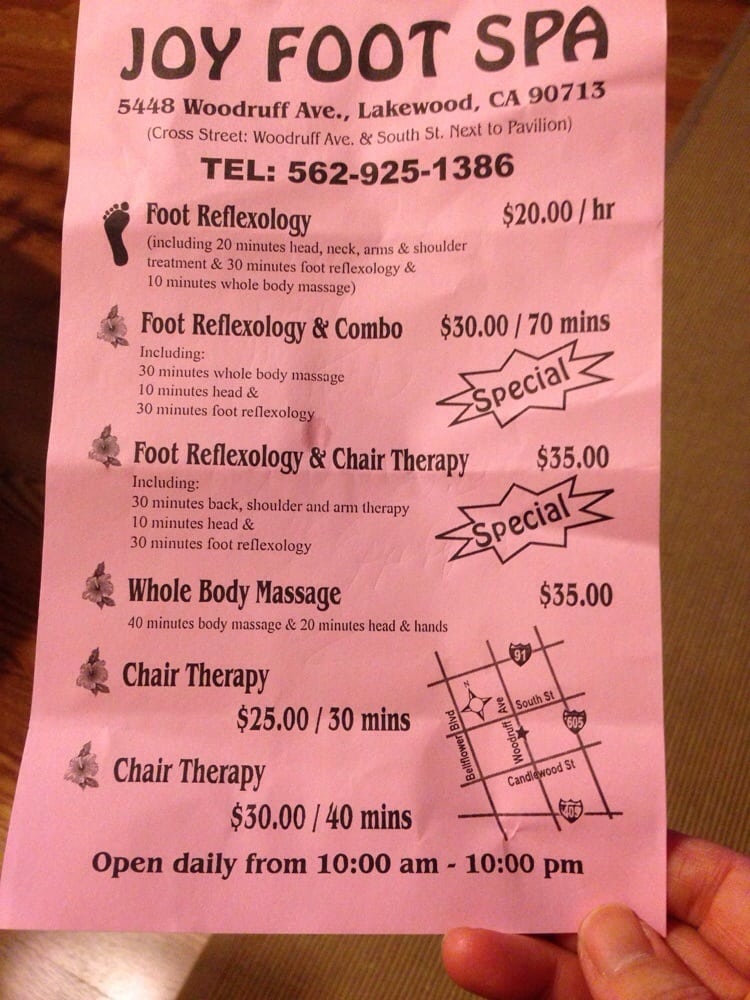 JOY FOOT SPA
5448 Woodruff Ave., Lakewood, CA 90713
(Cross Street: Woodruff Ave. & South St. Next to Pavilion)
TEL: 562-925-1386
Foot Reflexology $20.00 / hr
(including 20 minutes head, neck, arms & shoulder
treatment & 30 minutes foot reflexology &
10 minutes whole body massage)
Foot Reflexology & Combo $30.00 / 70 mins
Including:
30 minutes whole body massage
10 minutes head &
30 minutes foot reflexology
Special
Foot Reflexology & Chair Therapy $35.00
Including:
30 minutes back, shoulder and arm therapy
10 minutes head &
30 minutes foot reflexology
Special
Whole Body Massage $35.00
40 minutes body massage & 20 minutes head & hands
Chair Therapy
$25.00 / 30 mins
Chair Therapy
$30.00 / 40 mins
91
N
South St
605
Bellflower Blvd
Woodruff Ave
Candlewood St
405
Open daily from 10:00 am - 10:00 pm